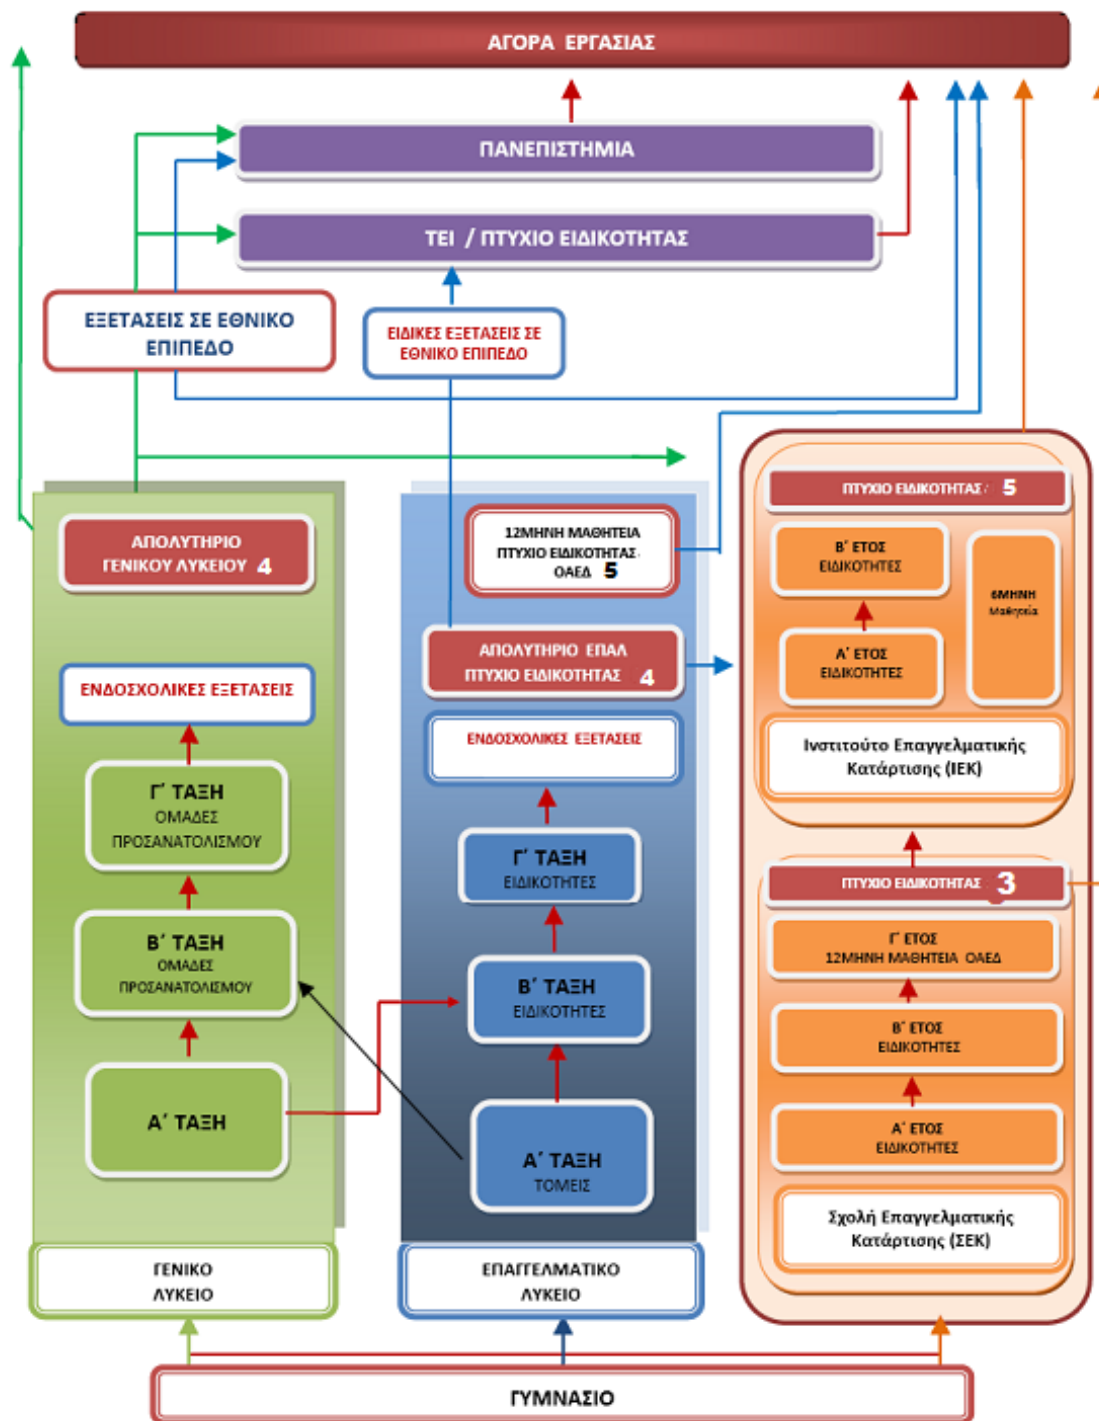 ΑΓΟΡΑ ΕΡΓΑΣΙΑΣ
ΠΑΝΕΠΙΣΤΗΜΙΑ
ΤΕΙ / ΠΤΥΧΙΟ ΕΙΔΙΚΟΤΗΤΑΣ
ΕΞΕΤΑΣΕΙΣ ΣΕ ΕΘΝΙΚΟ
ΕΠΙΠΕΔΟ
ΕΙΔΙΚΕΣ ΕΞΕΤΑΣΕΙΣ ΣΕ
ΕΘΝΙΚΟ ΕΠΙΠΕΔΟ
ΑΠΟΛΥΤΗΡΙΟ
ΓΕΝΙΚΟΥ ΛΥΚΕΙΟΥ 4
ΕΝΔΟΣΧΟΛΙΚΕΣ ΕΞΕΤΑΣΕΙΣ
Γ΄ ΤΑΞΗ
ΟΜΑΔΕΣ
ΠΡΟΣΑΝΑΤΟΛΙΣΜΟΥ
Β΄ ΤΑΞΗ
ΟΜΑΔΕΣ
ΠΡΟΣΑΝΑΤΟΛΙΣΜΟΥ
Α΄ ΤΑΞΗ
ΓΕΝΙΚΟ
ΛΥΚΕΙΟ
12ΜΗΝΗ ΜΑΘΗΤΕΙΑ
ΠΤΥΧΙΟ ΕΙΔΙΚΟΤΗΤΑΣ
ΟΑΕΔ 5
ΑΠΟΛΥΤΗΡΙΟ ΕΠΑΛ
ΠΤΥΧΙΟ ΕΙΔΙΚΟΤΗΤΑΣ 4
ΕΝΔΟΣΧΟΛΙΚΕΣ ΕΞΕΤΑΣΕΙΣ
Γ΄ ΤΑΞΗ
ΕΙΔΙΚΟΤΗΤΕΣ
Β΄ ΤΑΞΗ
ΕΙΔΙΚΟΤΗΤΕΣ
Α΄ ΤΑΞΗ
ΤΟΜΕΙΣ
ΕΠΑΓΓΕΛΜΑΤΙΚΟ
ΛΥΚΕΙΟ
ΠΤΥΧΙΟ ΕΙΔΙΚΟΤΗΤΑΣ 5
Β΄ ΕΤΟΣ
ΕΙΔΙΚΟΤΗΤΕΣ
6ΜΗΝΗ
Μαθητεία
Α΄ ΕΤΟΣ
ΕΙΔΙΚΟΤΗΤΕΣ
Ινστιτούτο Επαγγελματικής
Κατάρτισης (ΙΕΚ)
ΠΤΥΧΙΟ ΕΙΔΙΚΟΤΗΤΑΣ 3
Γ΄ ΕΤΟΣ
12ΜΗΝΗ ΜΑΘΗΤΕΙΑ ΟΑΕΔ
Β΄ ΕΤΟΣ
ΕΙΔΙΚΟΤΗΤΕΣ
Α΄ ΕΤΟΣ
ΕΙΔΙΚΟΤΗΤΕΣ
Σχολή Επαγγελματικής
Κατάρτισης (ΣΕΚ)
ΓΥΜΝΑΣΙΟ